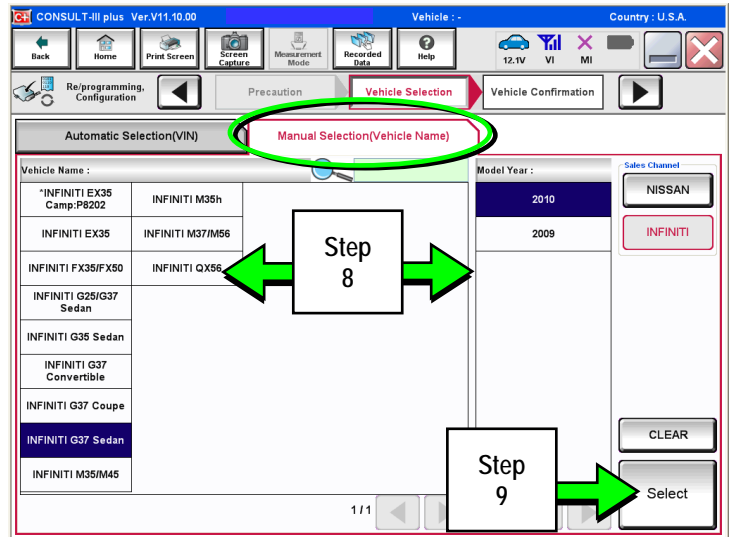 C+ CONSULT-III plus Ver.V11.10.00 Vehicle : - Country : U.S.A.
Back
Home
Print Screen
Screen
Capture
Measurement
Mode
Recorded
Data
Help
12.1V VI MI
Re/programming,
Configuration
Precaution
Vehicle Selection
Vehicle Confirmation
Automatic Selection(VIN)
Manual Selection(Vehicle Name)
Vehicle Name :
*INFINITI EX35
Camp:P8202
INFINITI M35h
INFINITI EX35
INFINITI M37/M56
INFINITI FX35/FX50
INFINITI QX56
INFINITI G25/G37
Sedan
INFINITI G35 Sedan
INFINITI G37
Convertible
INFINITI G37 Coupe
INFINITI G37 Sedan
INFINITI M35/M45
Step
8
1/1
Model Year :
2010
2009
Sales Channel
NISSAN
INFINITI
CLEAR
Step
9
Select